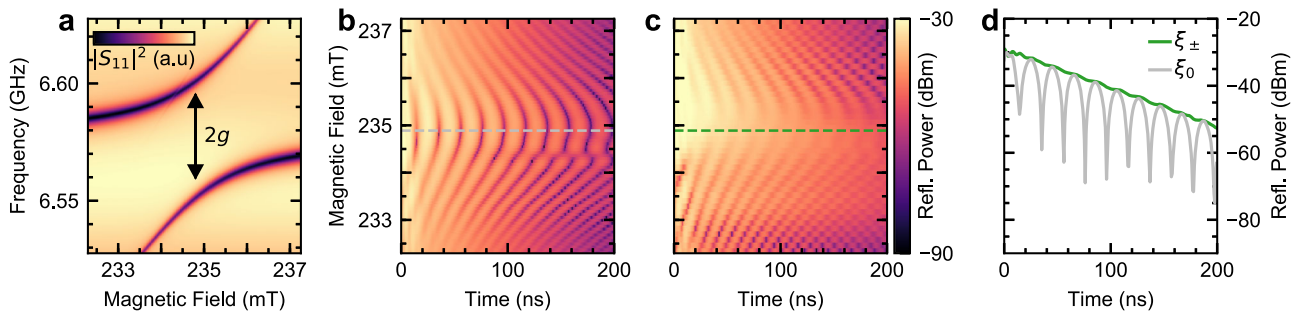 a
|S₁₁|² (a.u)
2g
6.60
6.55
Frequency (GHz)
233
235
237
Magnetic Field (mT)
b
237
235
233
Magnetic Field (mT)
0
100
200
Time (ns)
c
0
100
200
Time (ns)
−30
−90
Refl. Power (dBm)
d
ξ±
ξ₀
0
100
200
Time (ns)
−20
−40
−60
−80
Refl. Power (dBm)